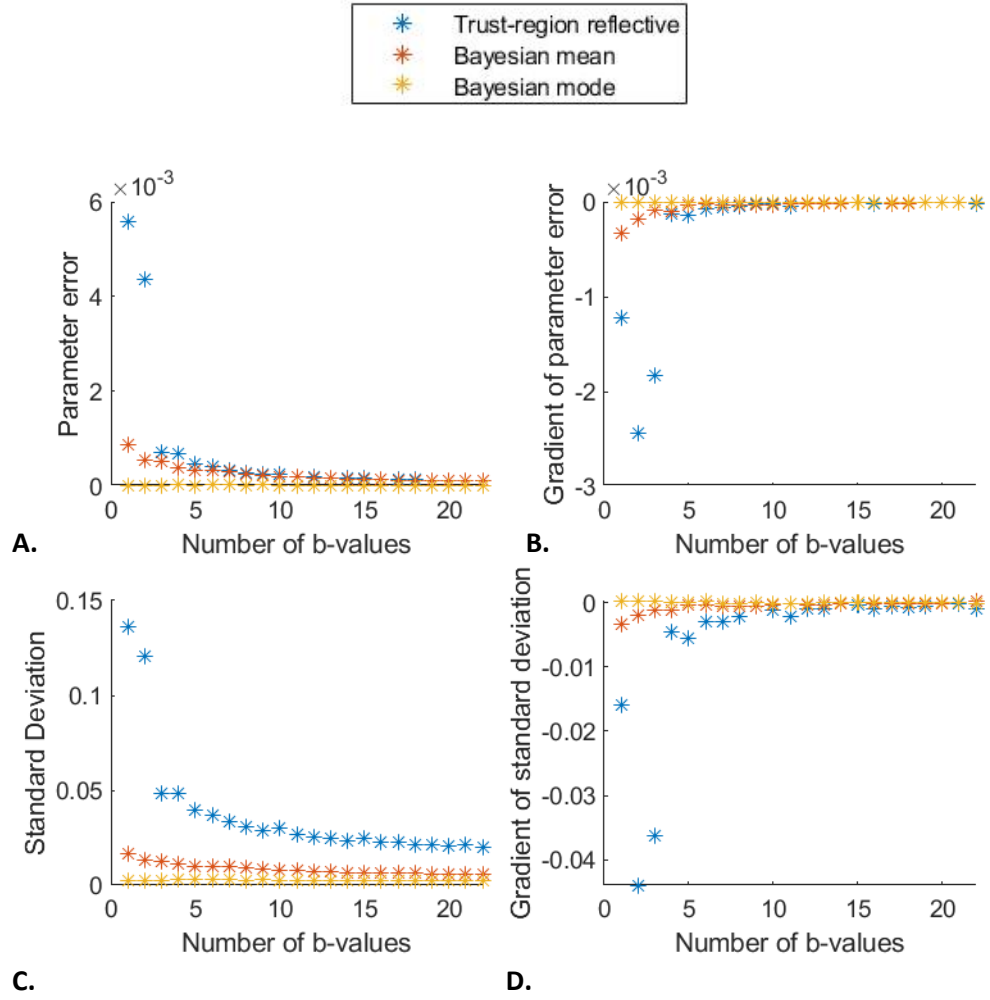 Trust-region reflective
Bayesian mean
Bayesian mode
×10⁻³
6
4
2
0
Parameter error
0 5 10 15 20
Number of b-values
A.
×10⁻³
0
-1
-2
-3
Gradient of parameter error
0 5 10 15 20
Number of b-values
B.
0.15
0.1
0.05
0
Standard Deviation
0 5 10 15 20
Number of b-values
C.
0
-0.01
-0.02
-0.03
-0.04
Gradient of standard deviation
0 5 10 15 20
Number of b-values
D.